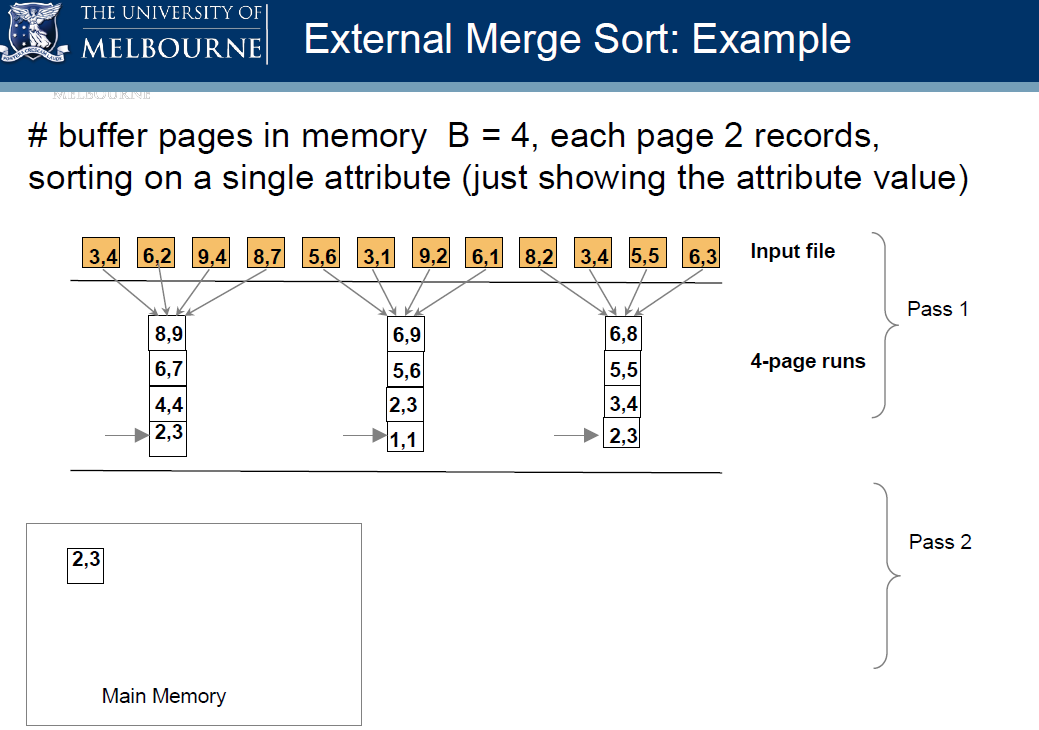 THE UNIVERSITY OF
MELBOURNE
External Merge Sort: Example
MELBOURNE
# buffer pages in memory B = 4, each page 2 records,
sorting on a single attribute (just showing the attribute value)
3,4 6,2 9,4 8,7 5,6 3,1 9,2 6,1 8,2 3,4 5,5 6,3 Input file
Pass 1
8,9 6,9 6,8
6,7 5,6 5,5 4-page runs
4,4 2,3 3,4
2,3 1,1 2,3
Pass 2
2,3
Main Memory